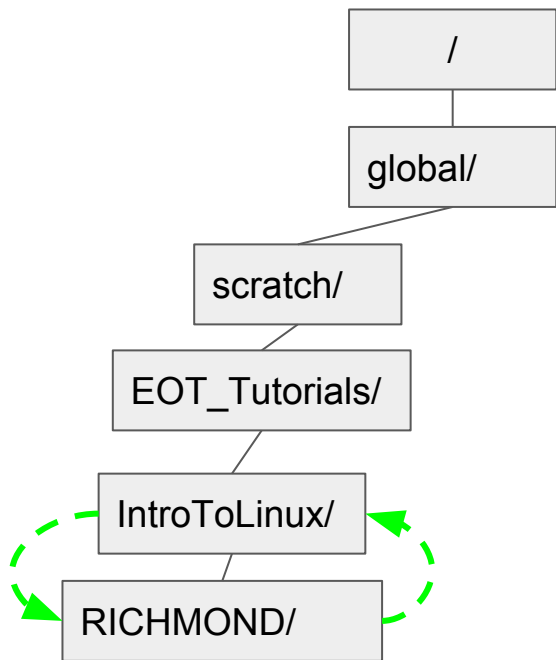 /
global/
scratch/
EOT_Tutorials/
IntroToLinux/
RICHMOND/